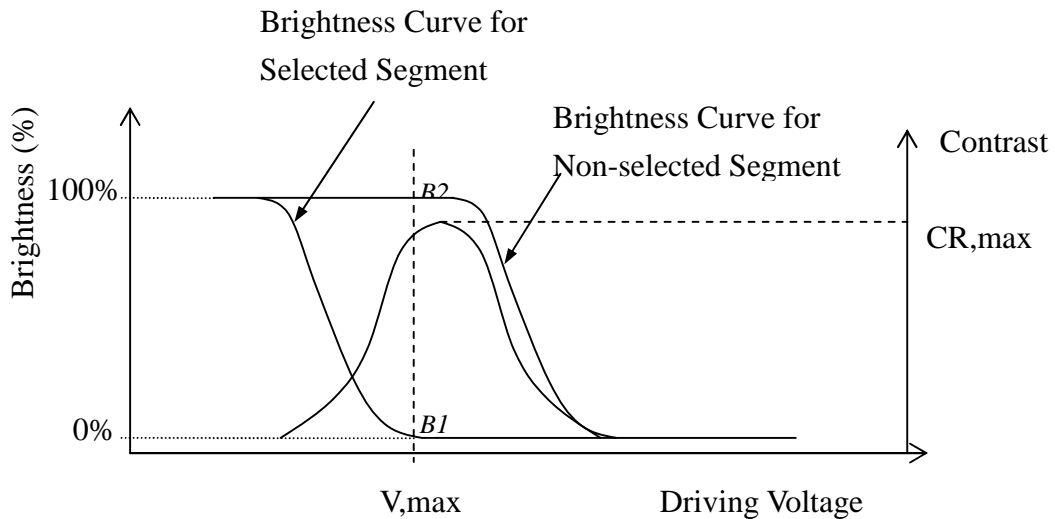 Brightness Curve for
Selected Segment
Brightness Curve for
Non-selected Segment
Contrast
Brightness (%)
100%
B2
CR,max
B1
0%
V,max
Driving Voltage